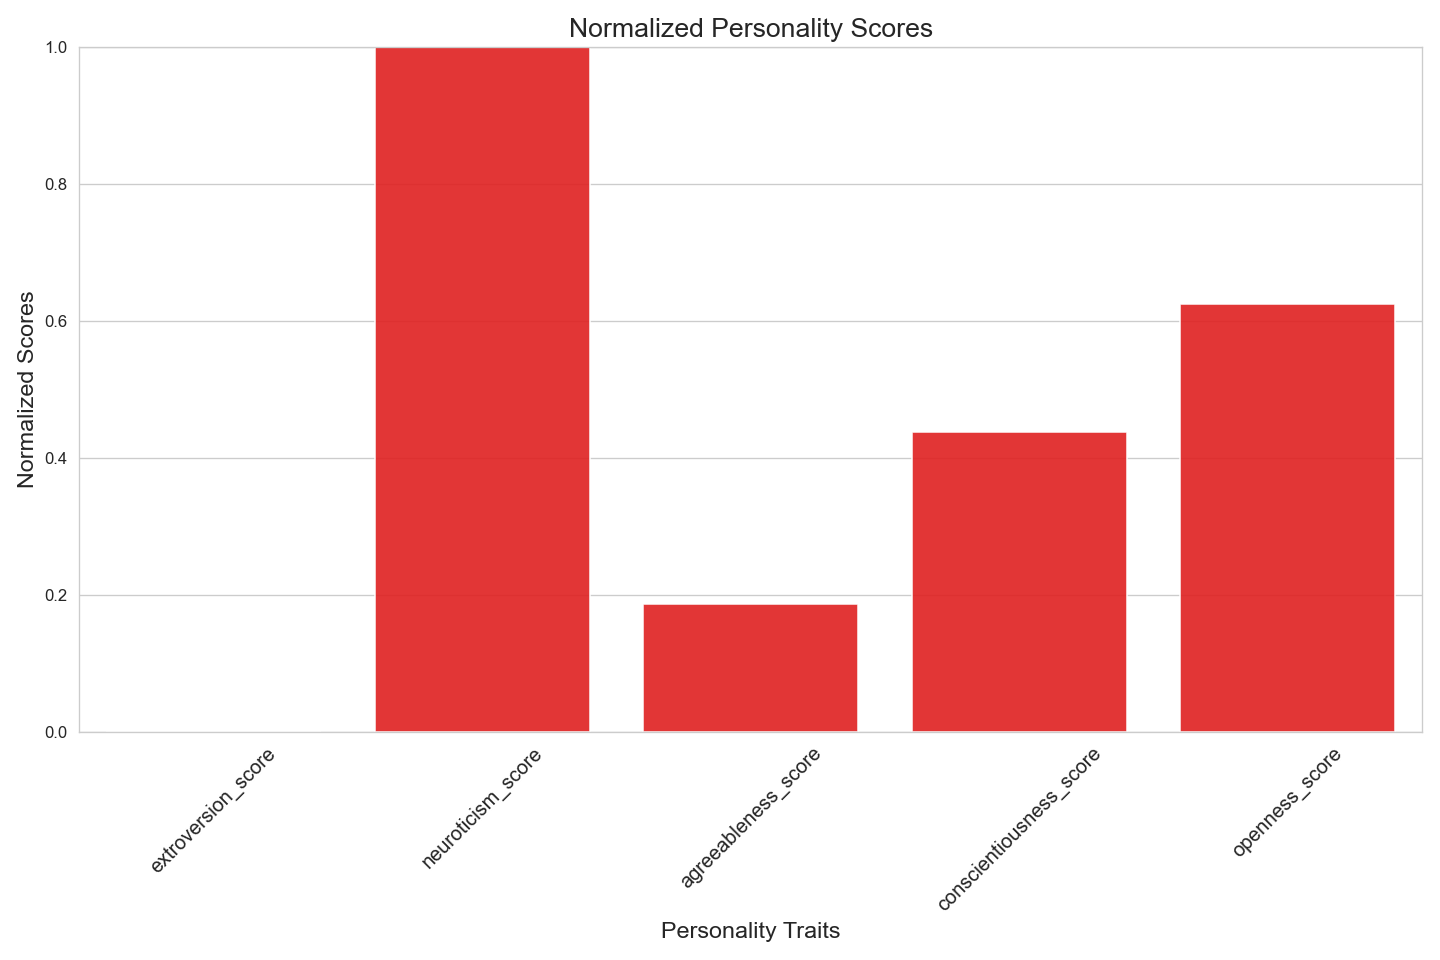 Normalized Personality Scores
Normalized Scores
1.0
0.8
0.6
0.4
0.2
0.0
extroversion_score
neuroticism_score
agreeableness_score
conscientiousness_score
openness_score
Personality Traits